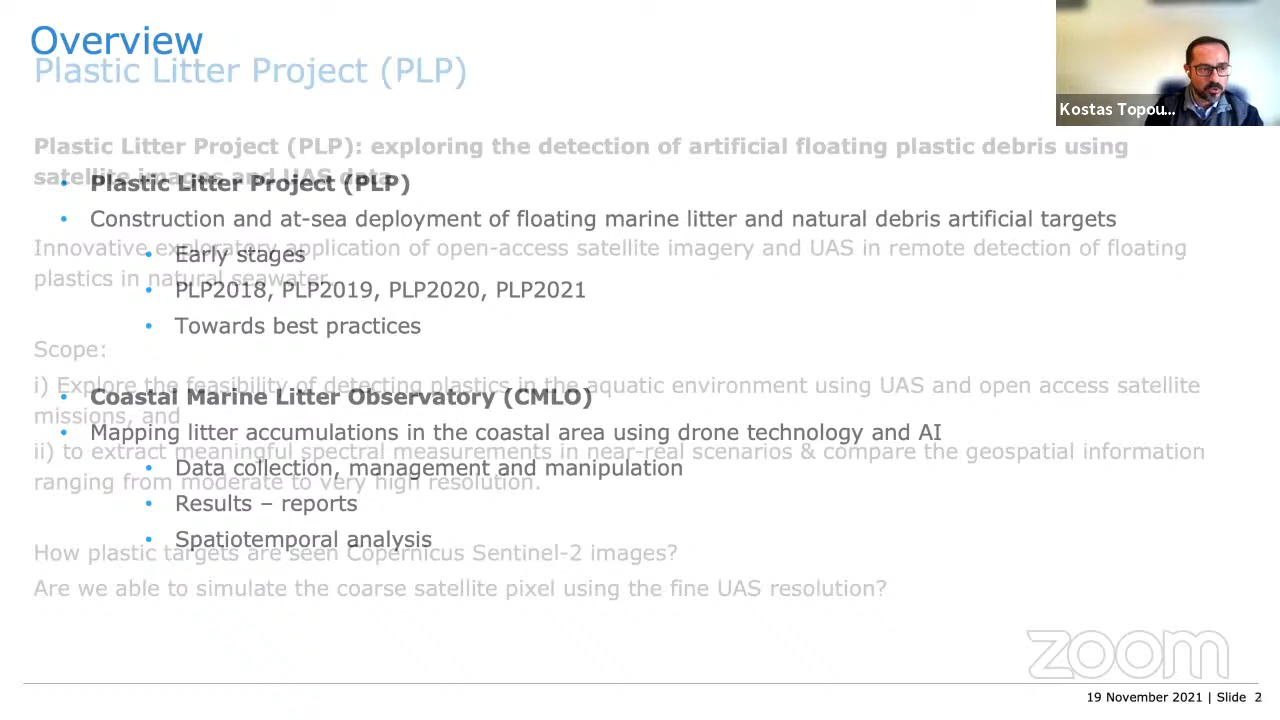 Overview
Plastic Litter Project (PLP)
Kostas Topou...
Plastic Litter Project (PLP): exploring the detection of artificial floating plastic debris using
satellite images and UAS data
• Plastic Litter Project (PLP)
• Construction and at-sea deployment of floating marine litter and natural debris artificial targets
Innovative exploratory application of open-access satellite imagery and UAS in remote detection of floating
• Early stages
plastics in natural seawater.
• PLP2018, PLP2019, PLP2020, PLP2021
• Towards best practices
Scope:
i) Explore the feasibility of detecting plastics in the aquatic environment using UAS and open access satellite
• Coastal Marine Litter Observatory (CMLO)
missions, and
• Mapping litter accumulations in the coastal area using drone technology and AI
ii) to extract meaningful spectral measurements in near-real scenarios & compare the geospatial information
• Data collection, management and manipulation
ranging from moderate to very high resolution.
• Results – reports
• Spatiotemporal analysis
How plastic targets are seen Copernicus Sentinel-2 images?
Are we able to simulate the coarse satellite pixel using the fine UAS resolution?
zoom
19 November 2021 | Slide 2